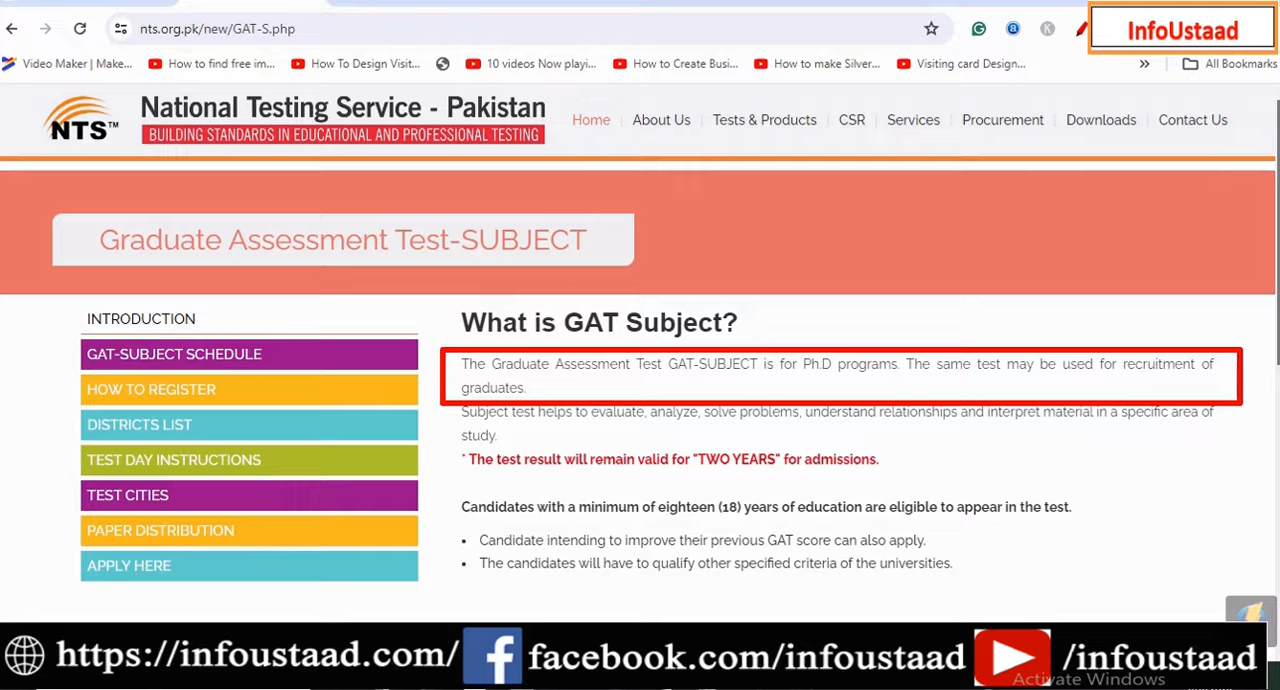 nts.org.pk/new/GAT-S.php
InfoUstaad
Video Maker | Make...
How to find free im...
How To Design Visit...
10 videos Now playi...
How to Create Busi...
How to make Silver...
Visiting card Design...
»
All Bookmarks
NTS™
National Testing Service - Pakistan
BUILDING STANDARDS IN EDUCATIONAL AND PROFESSIONAL TESTING
Home
About Us
Tests & Products
CSR
Services
Procurement
Downloads
Contact Us
Graduate Assessment Test-SUBJECT
INTRODUCTION
GAT-SUBJECT SCHEDULE
HOW TO REGISTER
DISTRICTS LIST
TEST DAY INSTRUCTIONS
TEST CITIES
PAPER DISTRIBUTION
APPLY HERE
What is GAT Subject?
The Graduate Assessment Test GAT-SUBJECT is for Ph.D programs. The same test may be used for recruitment of
graduates.
Subject test helps to evaluate, analyze, solve problems, understand relationships and interpret material in a specific area of
study.
* The test result will remain valid for "TWO YEARS" for admissions.
Candidates with a minimum of eighteen (18) years of education are eligible to appear in the test.
• Candidate intending to improve their previous GAT score can also apply.
• The candidates will have to qualify other specified criteria of the universities.
https://infoustaad.com/
facebook.com/infoustaad
/infoustaad
Activate Windows